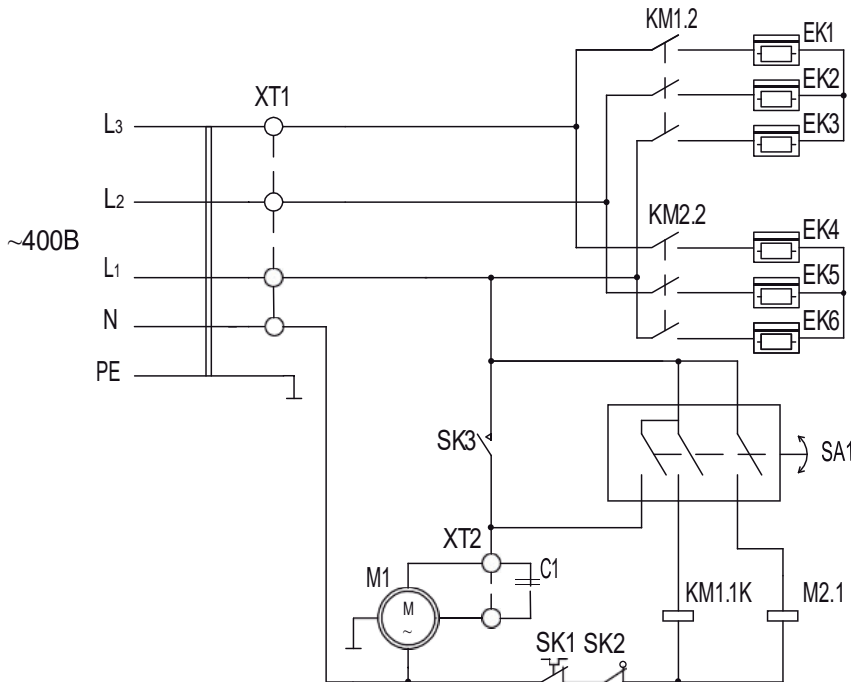 KM1.2
EK1
EK2
EK3
XT1
L3
L2
~400В
L1
N
PE
KM2.2
EK4
EK5
EK6
SK3
SA1
XT2
C1
M1
M
~
KM1.1K
M2.1
SK1
SK2